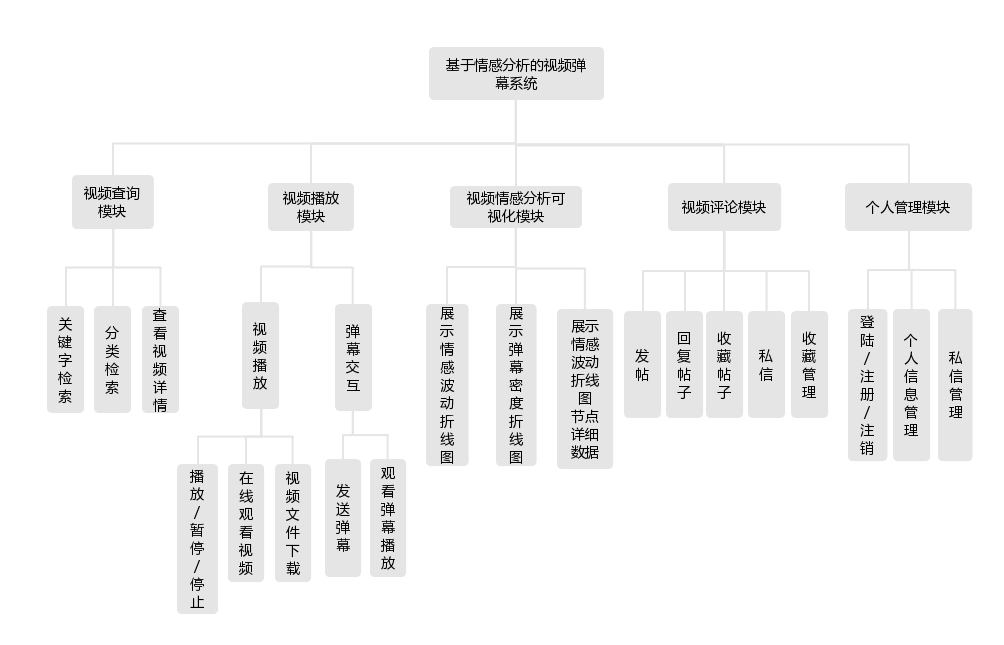 基于情感分析的视频弹
幕系统
视频查询
模块
视频播放
模块
视频情感分析可
视化模块
视频评论模块
个人管理模块
关键字检索
分类检索
查看视频详情
视频播放
弹幕交互
展示情感波动折线图
展示弹幕密度折线图
展示
情感
波动
折线
图
节点
详细
数据
发帖
回复帖子
收藏帖子
私信
收藏管理
登陆/注册/注销
个人信息管理
私信管理
播放/暂停/停止
在线观看视频
视频文件下载
发送弹幕
观看弹幕播放